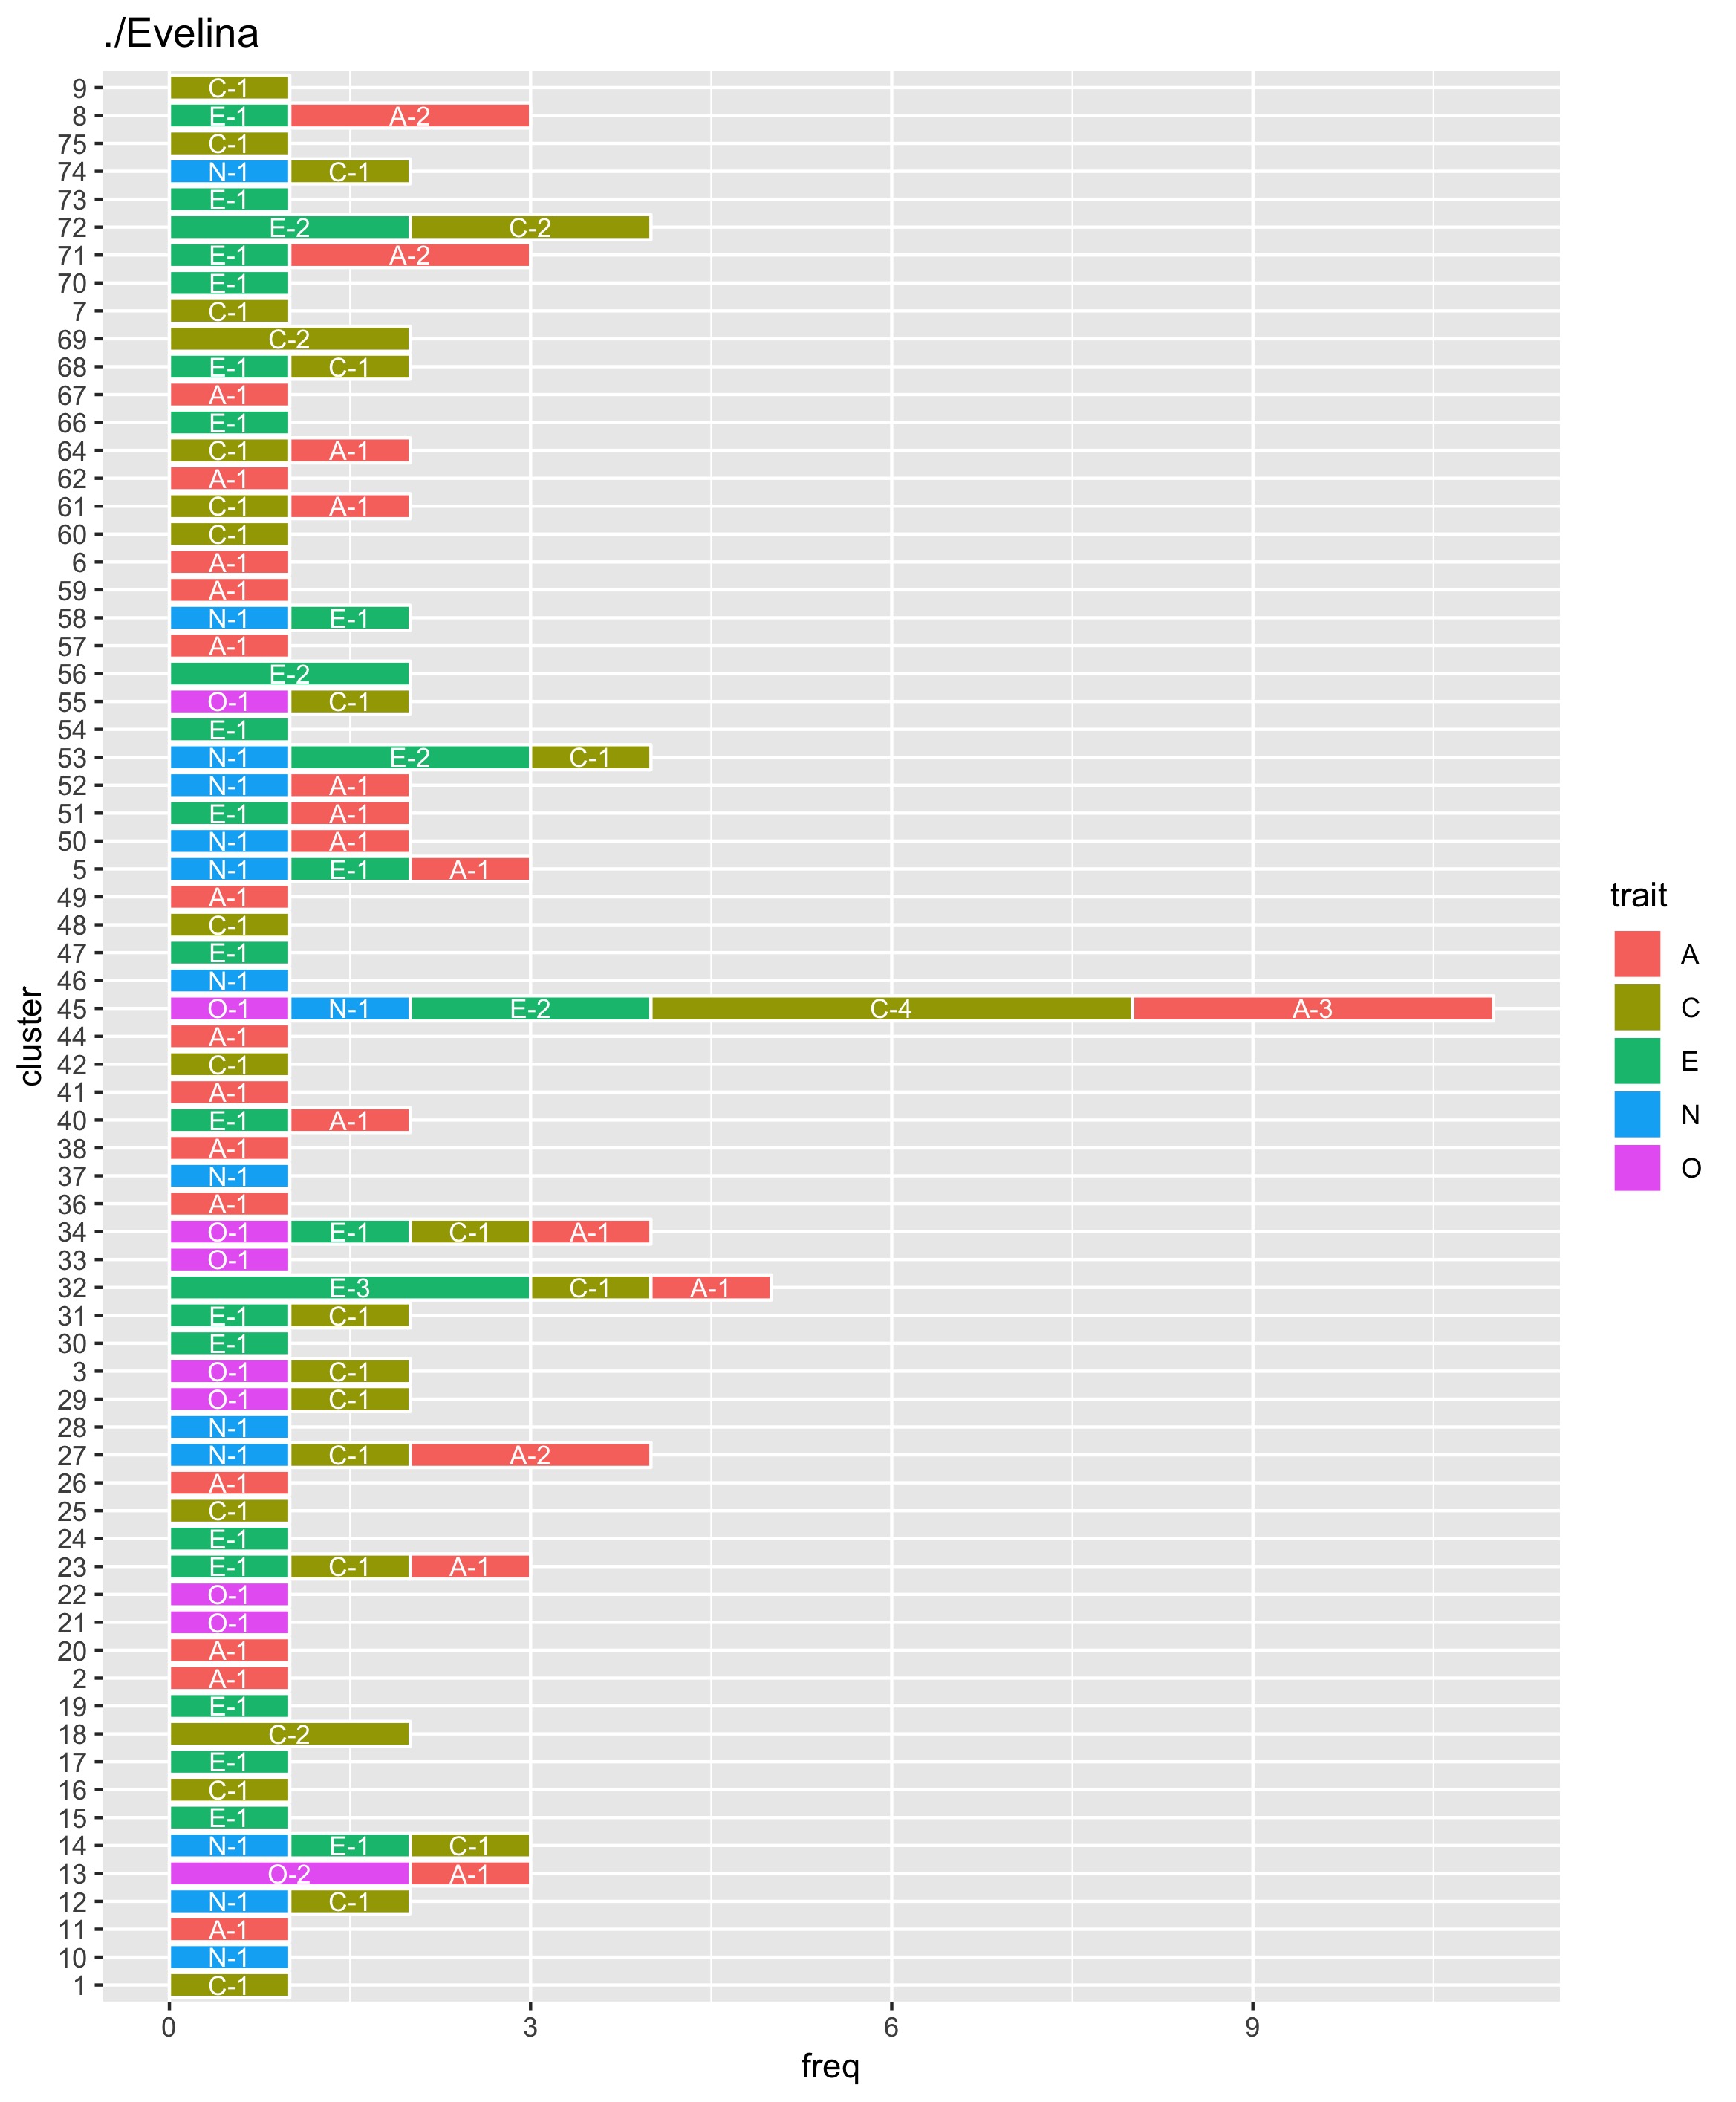 ./Evelina
9 C-1
8 E-1 A-2
75 C-1
74 N-1 C-1
73 E-1
72 E-2 C-2
71 E-1 A-2
70 E-1
7 C-1
69 C-2
68 E-1 C-1
67 A-1
66 E-1
64 C-1 A-1
62 A-1
61 C-1 A-1
60 C-1
6 A-1
59 A-1
58 N-1 E-1
57 A-1
56 E-2
55 O-1 C-1
54 E-1
53 N-1 E-2 C-1
52 N-1 A-1
51 E-1 A-1
50 N-1 A-1
5 N-1 E-1 A-1
49 A-1
48 C-1
47 E-1
46 N-1
45 O-1 N-1 E-2 C-4 A-3
44 A-1
42 C-1
41 A-1
40 E-1 A-1
38 A-1
37 N-1
36 A-1
34 O-1 E-1 C-1 A-1
33 O-1
32 E-3 C-1 A-1
31 E-1 C-1
30 E-1
3 O-1 C-1
29 O-1 C-1
28 N-1
27 N-1 C-1 A-2
26 A-1
25 C-1
24 E-1
23 E-1 C-1 A-1
22 O-1
21 O-1
20 A-1
2 A-1
19 E-1
18 C-2
17 E-1
16 C-1
15 E-1
14 N-1 E-1 C-1
13 O-2 A-1
12 N-1 C-1
11 A-1
10 N-1
1 C-1
0 3 6 9
freq
cluster
trait
A
C
E
N
O